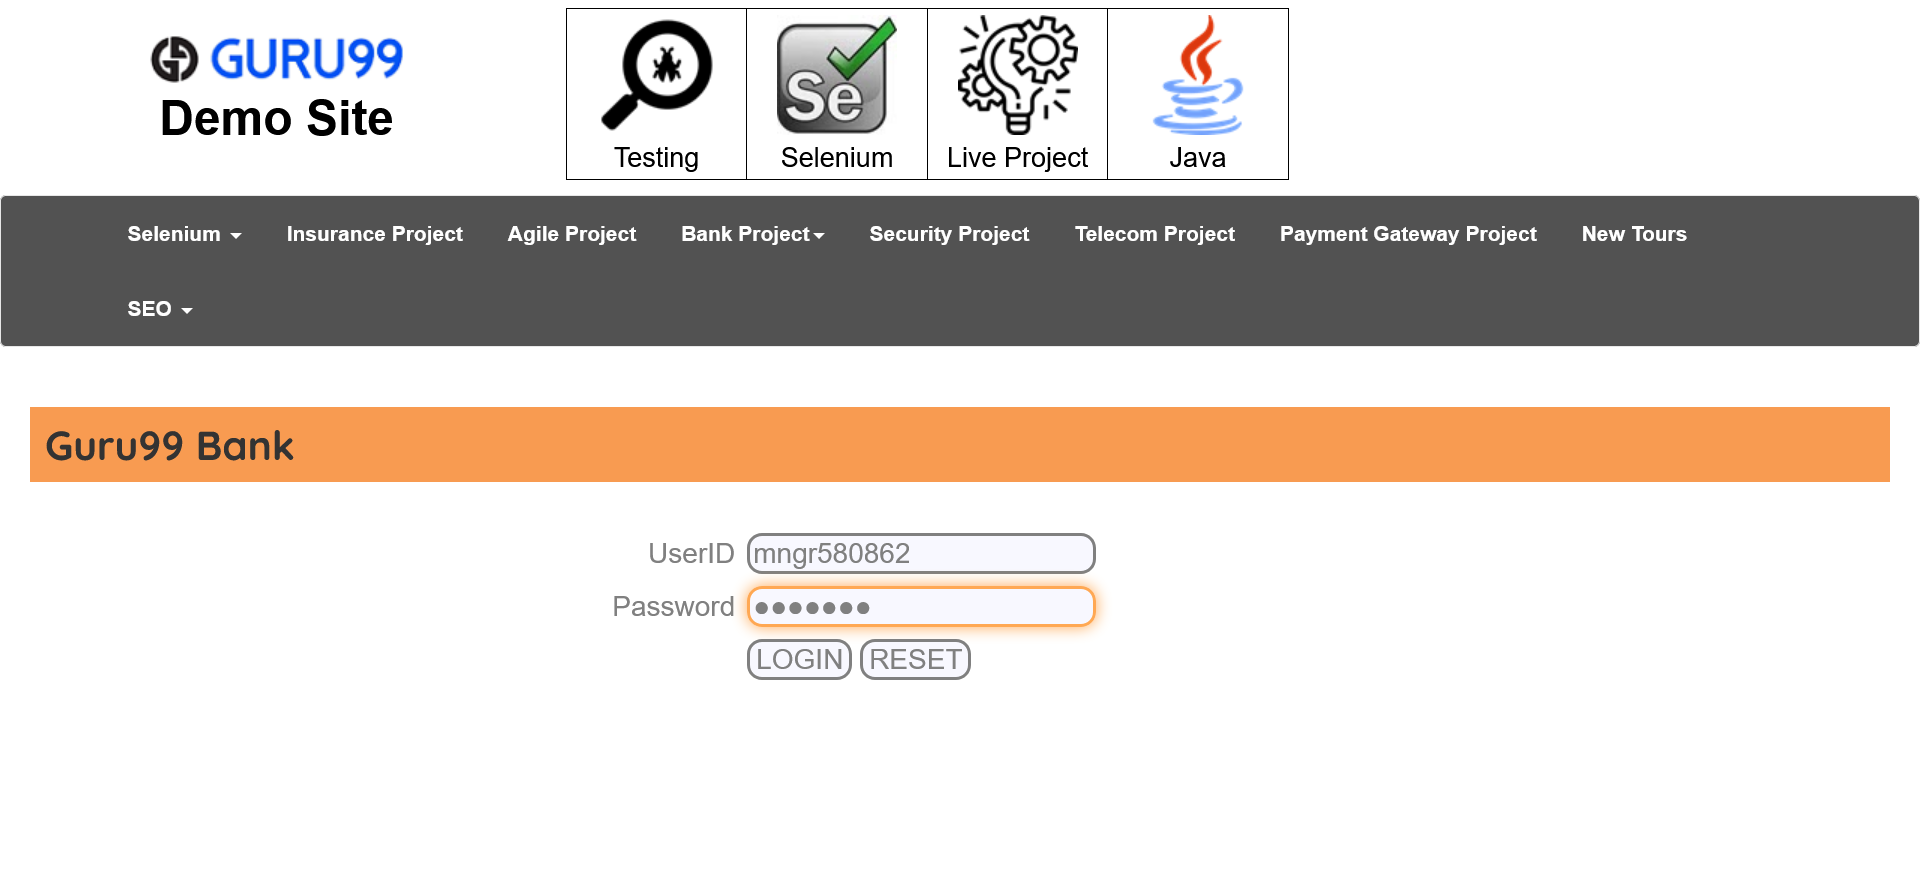 GURU99
Demo Site
Se
Testing
Selenium
Live Project
Java
Selenium
Insurance Project
Agile Project
Bank Project
Security Project
Telecom Project
Payment Gateway Project
New Tours
SEO
Guru99 Bank
UserID mngr580862
Password •••••••
LOGIN RESET